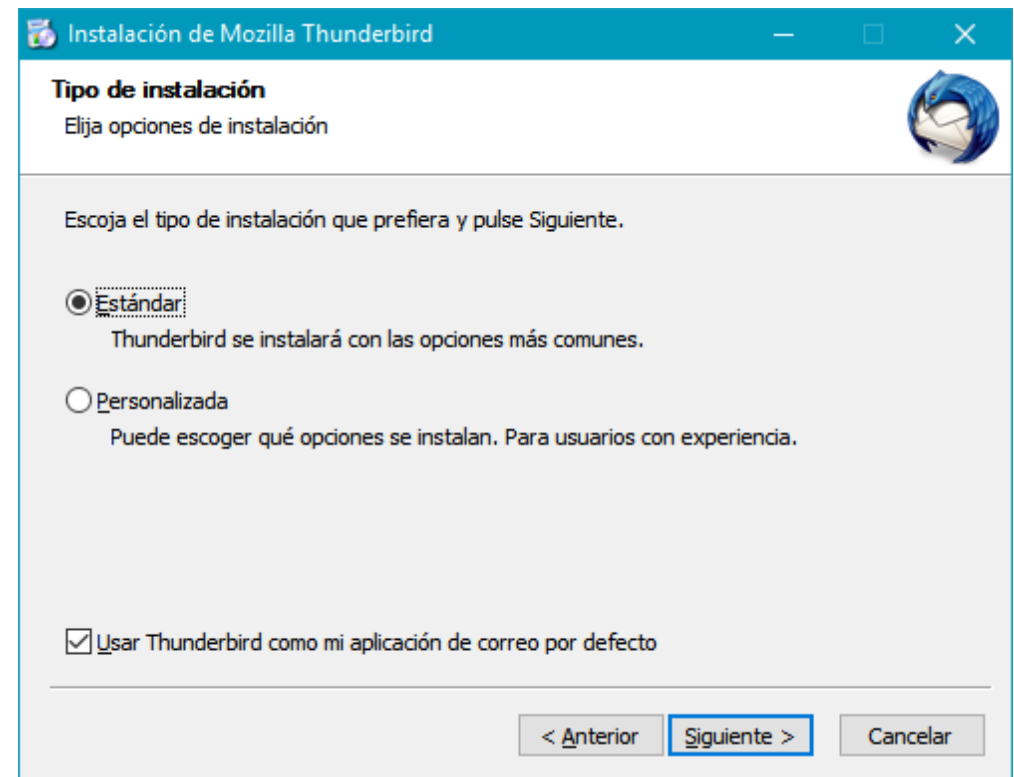 Instalación de Mozilla Thunderbird
Tipo de instalación
Elija opciones de instalación
Escoja el tipo de instalación que prefiera y pulse Siguiente.
Estándar
Thunderbird se instalará con las opciones más comunes.
Personalizada
Puede escoger qué opciones se instalan. Para usuarios con experiencia.
Usar Thunderbird como mi aplicación de correo por defecto
< Anterior Siguiente > Cancelar